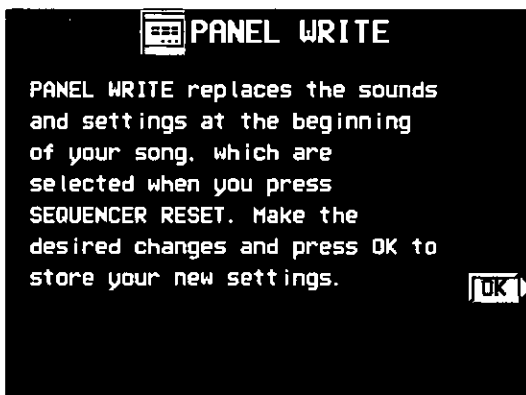 PANEL WRITE
PANEL WRITE replaces the sounds
and settings at the beginning
of your song, which are
selected when you press
SEQUENCER RESET. Make the
desired changes and press OK to
store your new settings.
OK